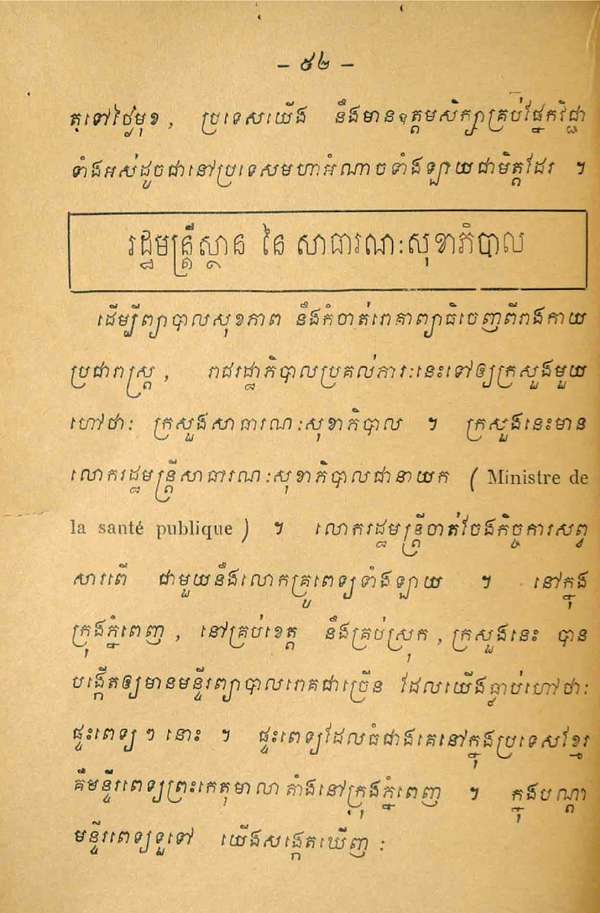 – ៥២ –
តទៅថ្ងៃមុខ, ប្រទេសយើង នឹងមានឧត្តមសិក្សាគ្រប់ផ្នែកវិជ្ជា
ទាំងអស់ដូចជានៅប្រទេសមហាអំណាចទាំងឡាយជាមិត្តដែរ ។
រដ្ឋមន្ត្រីស្ថាន នៃ សាធារណៈសុខាភិបាល
ដើម្បីព្យាបាលសុខភាព នឹងកំចាត់រោគាព្យាធិចេញពីរាងកាយ
ប្រជារាស្ត្រ, រាជរដ្ឋាភិបាលប្រគល់ភារៈនេះទៅឲ្យក្រសួងមួយ
ហៅថាៈ ក្រសួងសាធារណៈសុខាភិបាល ។ ក្រសួងនេះមាន
លោករដ្ឋមន្ត្រីសាធារណៈសុខាភិបាលជានាយក ( Ministre de
la santé publique ) ។ លោករដ្ឋមន្ត្រីចាត់ចែងកិច្ចការសព្វ
សារពើ ជាមួយនឹងលោកគ្រូពេទ្យទាំងឡាយ ។ នៅក្នុង
ក្រុងភ្នំពេញ, នៅគ្រប់ខេត្ត នឹងគ្រប់ស្រុក, ក្រសួងនេះ បាន
បង្កើតឲ្យមានមន្ទីរព្យាបាលរោគជាច្រើន ដែលយើងធ្លាប់ហៅថាៈ
ផ្ទះពេទ្យៗ នោះ ។ ផ្ទះពេទ្យដែលធំជាងគេនៅក្នុងប្រទេសខ្មែរ
គឺមន្ទីរពេទ្យព្រះកេតុមាលា តាំងនៅក្រុងភ្នំពេញ ។ ក្នុងបណ្ដា
មន្ទីរពេទ្យទួទៅ យើងសង្កេតឃើញ :